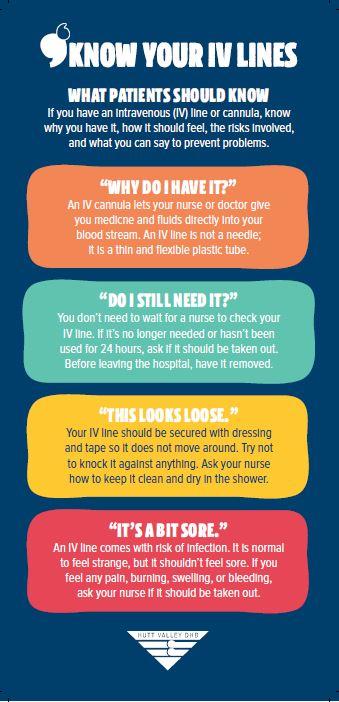 KNOW YOUR IV LINES
WHAT PATIENTS SHOULD KNOW
If you have an intravenous (IV) line or cannula, know
why you have it, how it should feel, the risks involved,
and what you can say to prevent problems.
“WHY DO I HAVE IT?”
An IV cannula lets your nurse or doctor give
you medicine and fluids directly into your
blood stream. An IV line is not a needle;
it is a thin and flexible plastic tube.
“DO I STILL NEED IT?”
You don’t need to wait for a nurse to check your
IV line. If it’s no longer needed or hasn’t been
used for 24 hours, ask if it should be taken out.
Before leaving the hospital, have it removed.
“THIS LOOKS LOOSE.”
Your IV line should be secured with dressing
and tape so it does not move around. Try not
to knock it against anything. Ask your nurse
how to keep it clean and dry in the shower.
“IT’S A BIT SORE.”
An IV line comes with risk of infection. It is normal
to feel strange, but it shouldn’t feel sore. If you
feel any pain, burning, swelling, or bleeding,
ask your nurse if it should be taken out.
HUTT VALLEY DHB